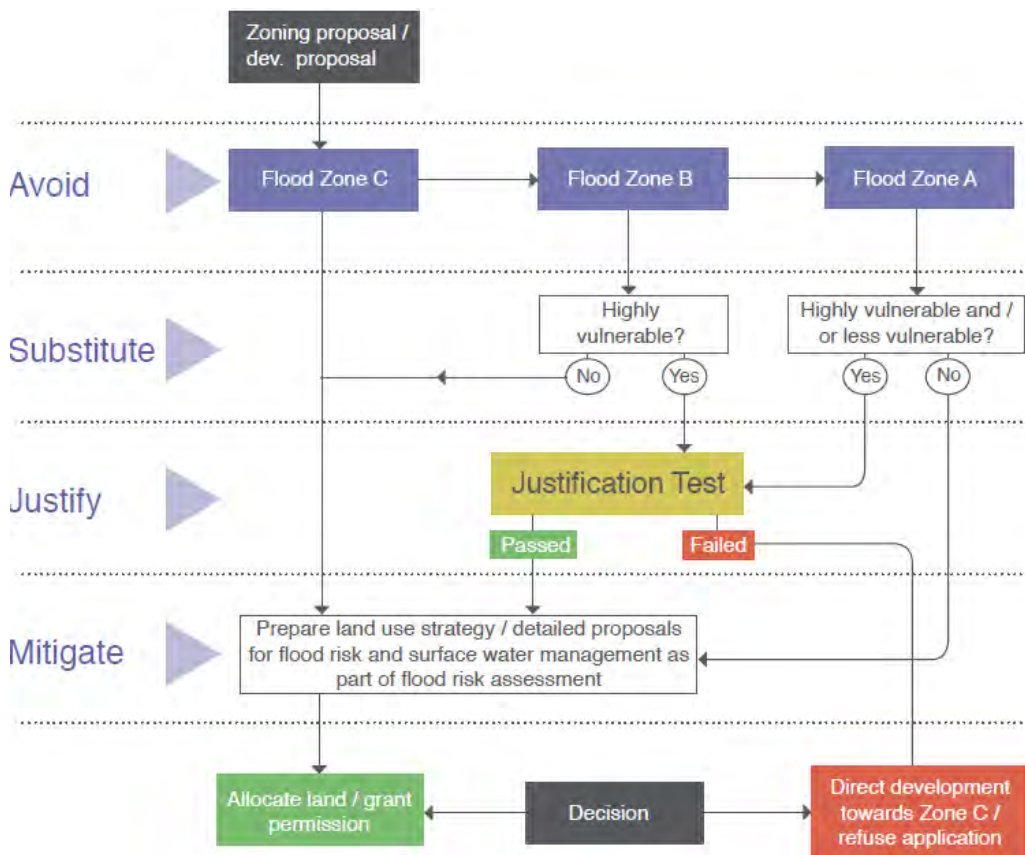 Zoning proposal /
dev. proposal
Avoid
Flood Zone C
Flood Zone B
Flood Zone A
Substitute
Highly
vulnerable?
No
Yes
Highly vulnerable and /
or less vulnerable?
Yes
No
Justify
Justification Test
Passed
Failed
Mitigate
Prepare land use strategy / detailed proposals
for flood risk and surface water management as
part of flood risk assessment
Allocate land / grant
permission
Decision
Direct development
towards Zone C /
refuse application